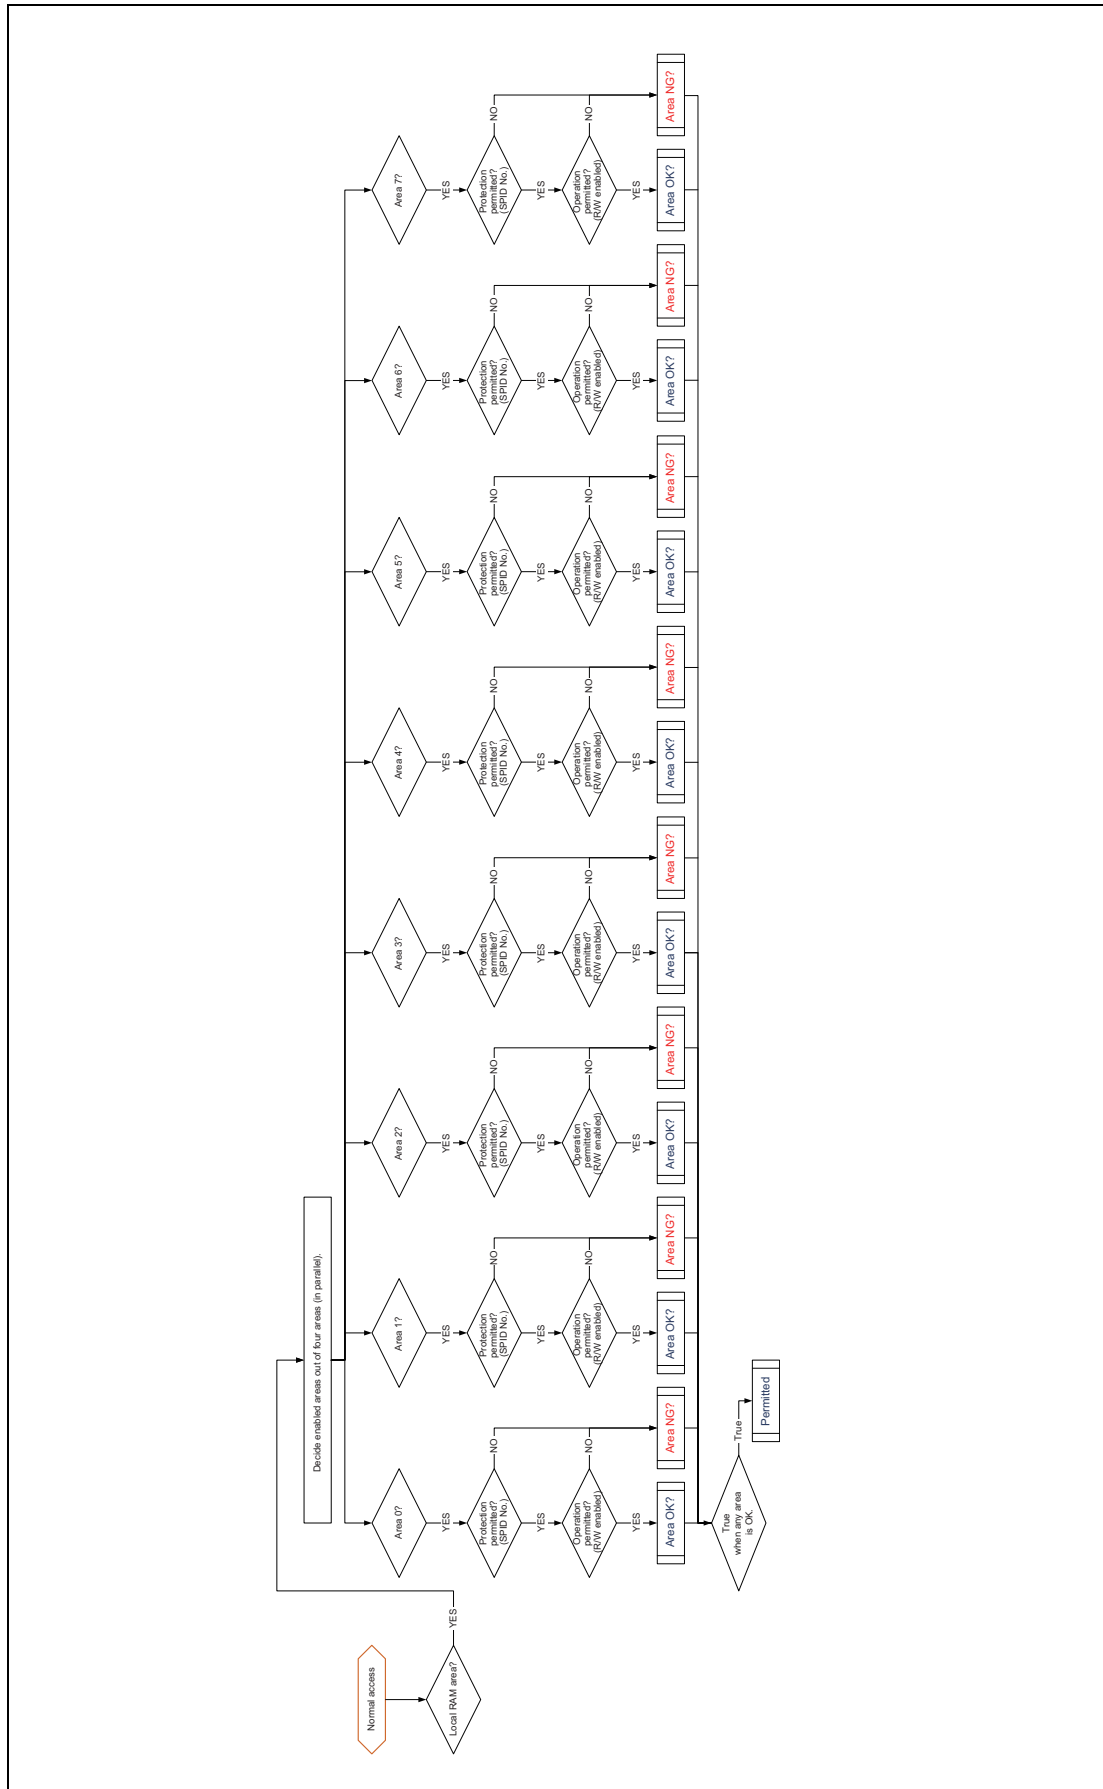 Normal access
Local RAM area?
YES
Decide enabled areas out of four areas (in parallel).
Area 0?
YES
Protection
permitted?
(SPID No.)
NO
YES
Operation
permitted?
(R/W enabled)
NO
YES
Area OK?
Area NG?
Area 1?
YES
Protection
permitted?
(SPID No.)
NO
YES
Operation
permitted?
(R/W enabled)
NO
YES
Area OK?
Area NG?
Area 2?
YES
Protection
permitted?
(SPID No.)
NO
YES
Operation
permitted?
(R/W enabled)
NO
YES
Area OK?
Area NG?
Area 3?
YES
Protection
permitted?
(SPID No.)
NO
YES
Operation
permitted?
(R/W enabled)
NO
YES
Area OK?
Area NG?
Area 4?
YES
Protection
permitted?
(SPID No.)
NO
YES
Operation
permitted?
(R/W enabled)
NO
YES
Area OK?
Area NG?
Area 5?
YES
Protection
permitted?
(SPID No.)
NO
YES
Operation
permitted?
(R/W enabled)
NO
YES
Area OK?
Area NG?
Area 6?
YES
Protection
permitted?
(SPID No.)
NO
YES
Operation
permitted?
(R/W enabled)
NO
YES
Area OK?
Area NG?
Area 7?
YES
Protection
permitted?
(SPID No.)
NO
YES
Operation
permitted?
(R/W enabled)
NO
YES
Area OK?
Area NG?
True
when any area
is OK.
True
Permitted